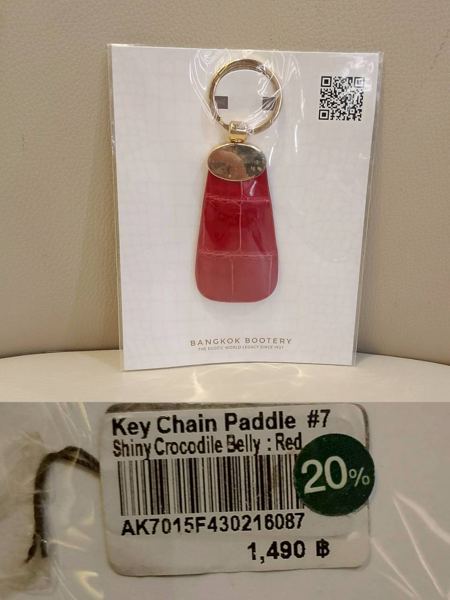 BANGKOK BOOTERY
THE EXOTIC WORLD LEGACY SINCE 1937
Key Chain Paddle #7
Shiny Crocodile Belly : Red
20%
AK7015F430216087
1,490 ฿